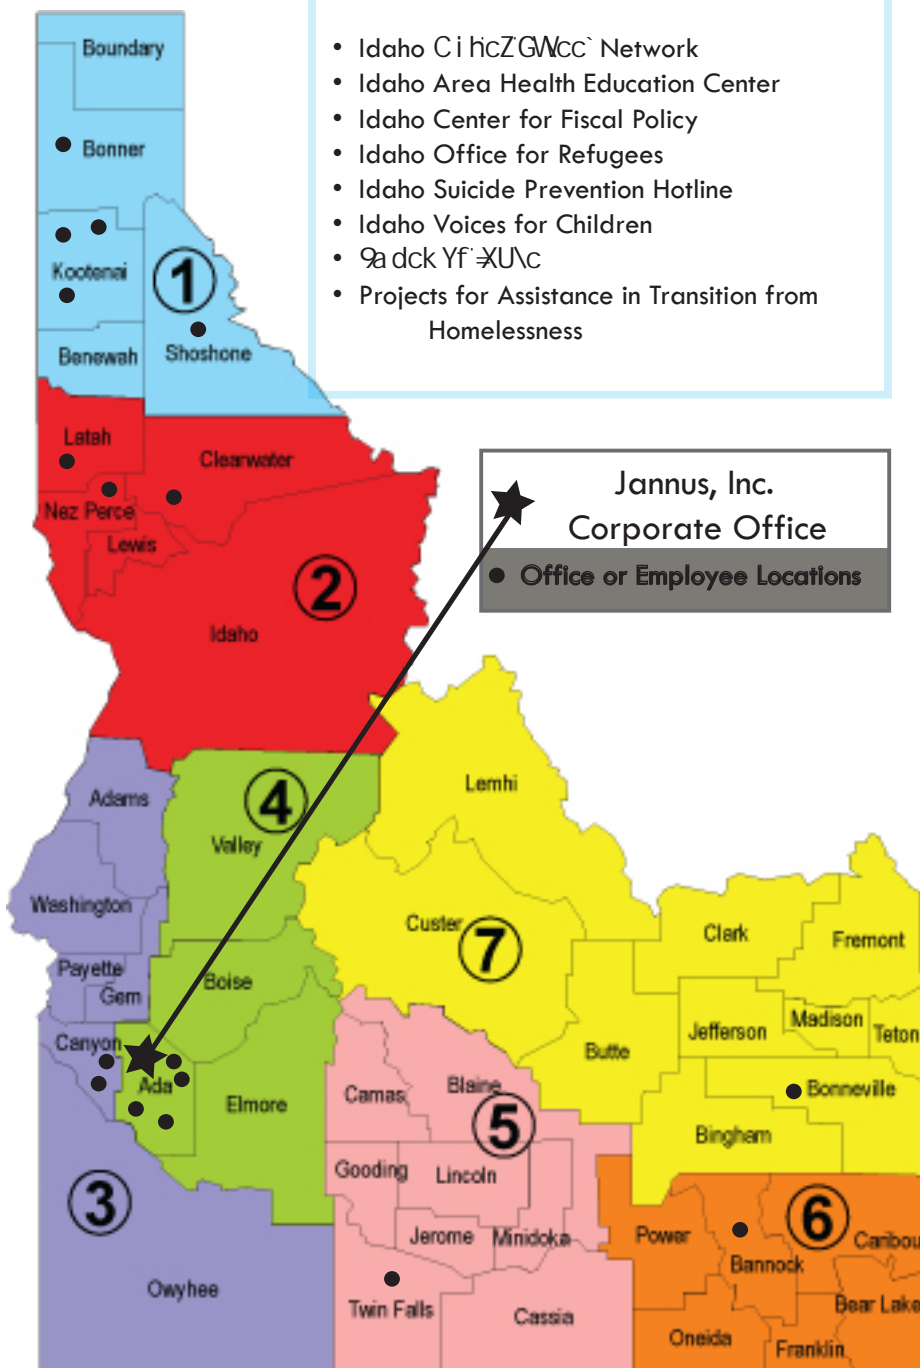 • Idaho C i h!cZ GWcc` Network
• Idaho Area Health Education Center
• Idaho Center for Fiscal Policy
• Idaho Office for Refugees
• Idaho Suicide Prevention Hotline
• Idaho Voices for Children
• Projects for Assistance in Transition from
Homelessness
Jannus, Inc.
Corporate Office
• Office or Employee Locations
Boundary
Bonner
Kootenai
1
Benewah
Shoshone
Latah
Clearwater
Nez Perce
Lewis
2
Idaho
Adams
4
Valley
Lemhi
Washington
Custer
7
Clark
Fremont
Payette
Gem
Boise
Canyon
Ada
Elmore
Butte
Jefferson
Madison
Teton
Camas
Blaine
5
Bonneville
Bingham
Gooding
Lincoln
3
Jerome
Minidoka
Power
6
Caribou
Bannock
Owyhee
Twin Falls
Cassia
Bear Lake
Oneida
Franklin